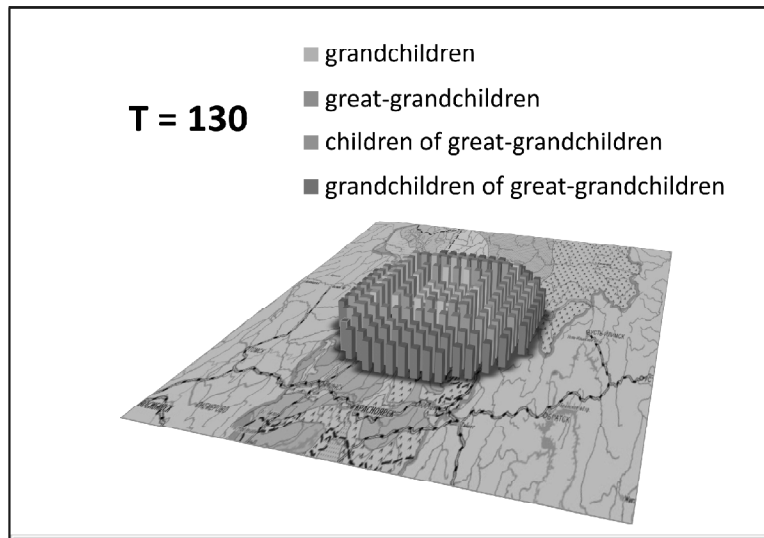 grandchildren
T = 130
great-grandchildren
children of great-grandchildren
grandchildren of great-grandchildren